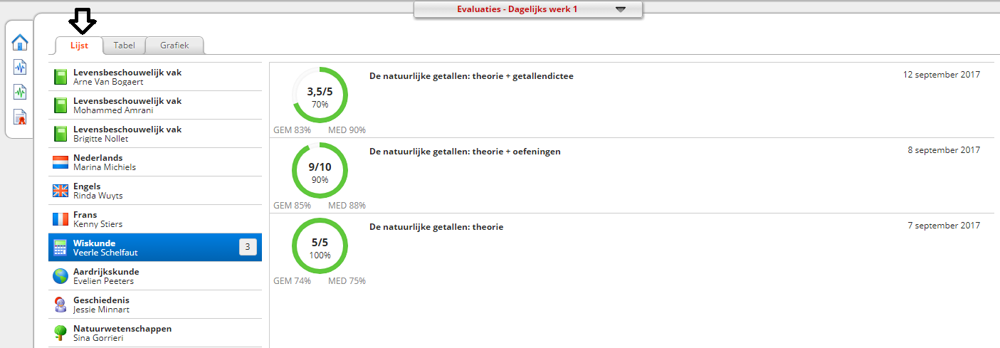 Evaluaties - Dagelijks werk 1
Lijst
Tabel
Grafiek
Levensbeschouwelijk vak
Arne Van Bogaert
Levensbeschouwelijk vak
Mohammed Amrani
Levensbeschouwelijk vak
Brigitte Nollet
Nederlands
Marina Michiels
Engels
Rinda Wuyts
Frans
Kenny Stiers
Wiskunde
Veerle Schelfaut
3
Aardrijkskunde
Evelien Peeters
Geschiedenis
Jessie Minnart
Natuurwetenschappen
Sina Gorrieri
De natuurlijke getallen: theorie + getallendictee
12 september 2017
3,5/5
70%
GEM 83% MED 90%
De natuurlijke getallen: theorie + oefeningen
8 september 2017
9/10
90%
GEM 85% MED 88%
De natuurlijke getallen: theorie
7 september 2017
5/5
100%
GEM 74% MED 75%